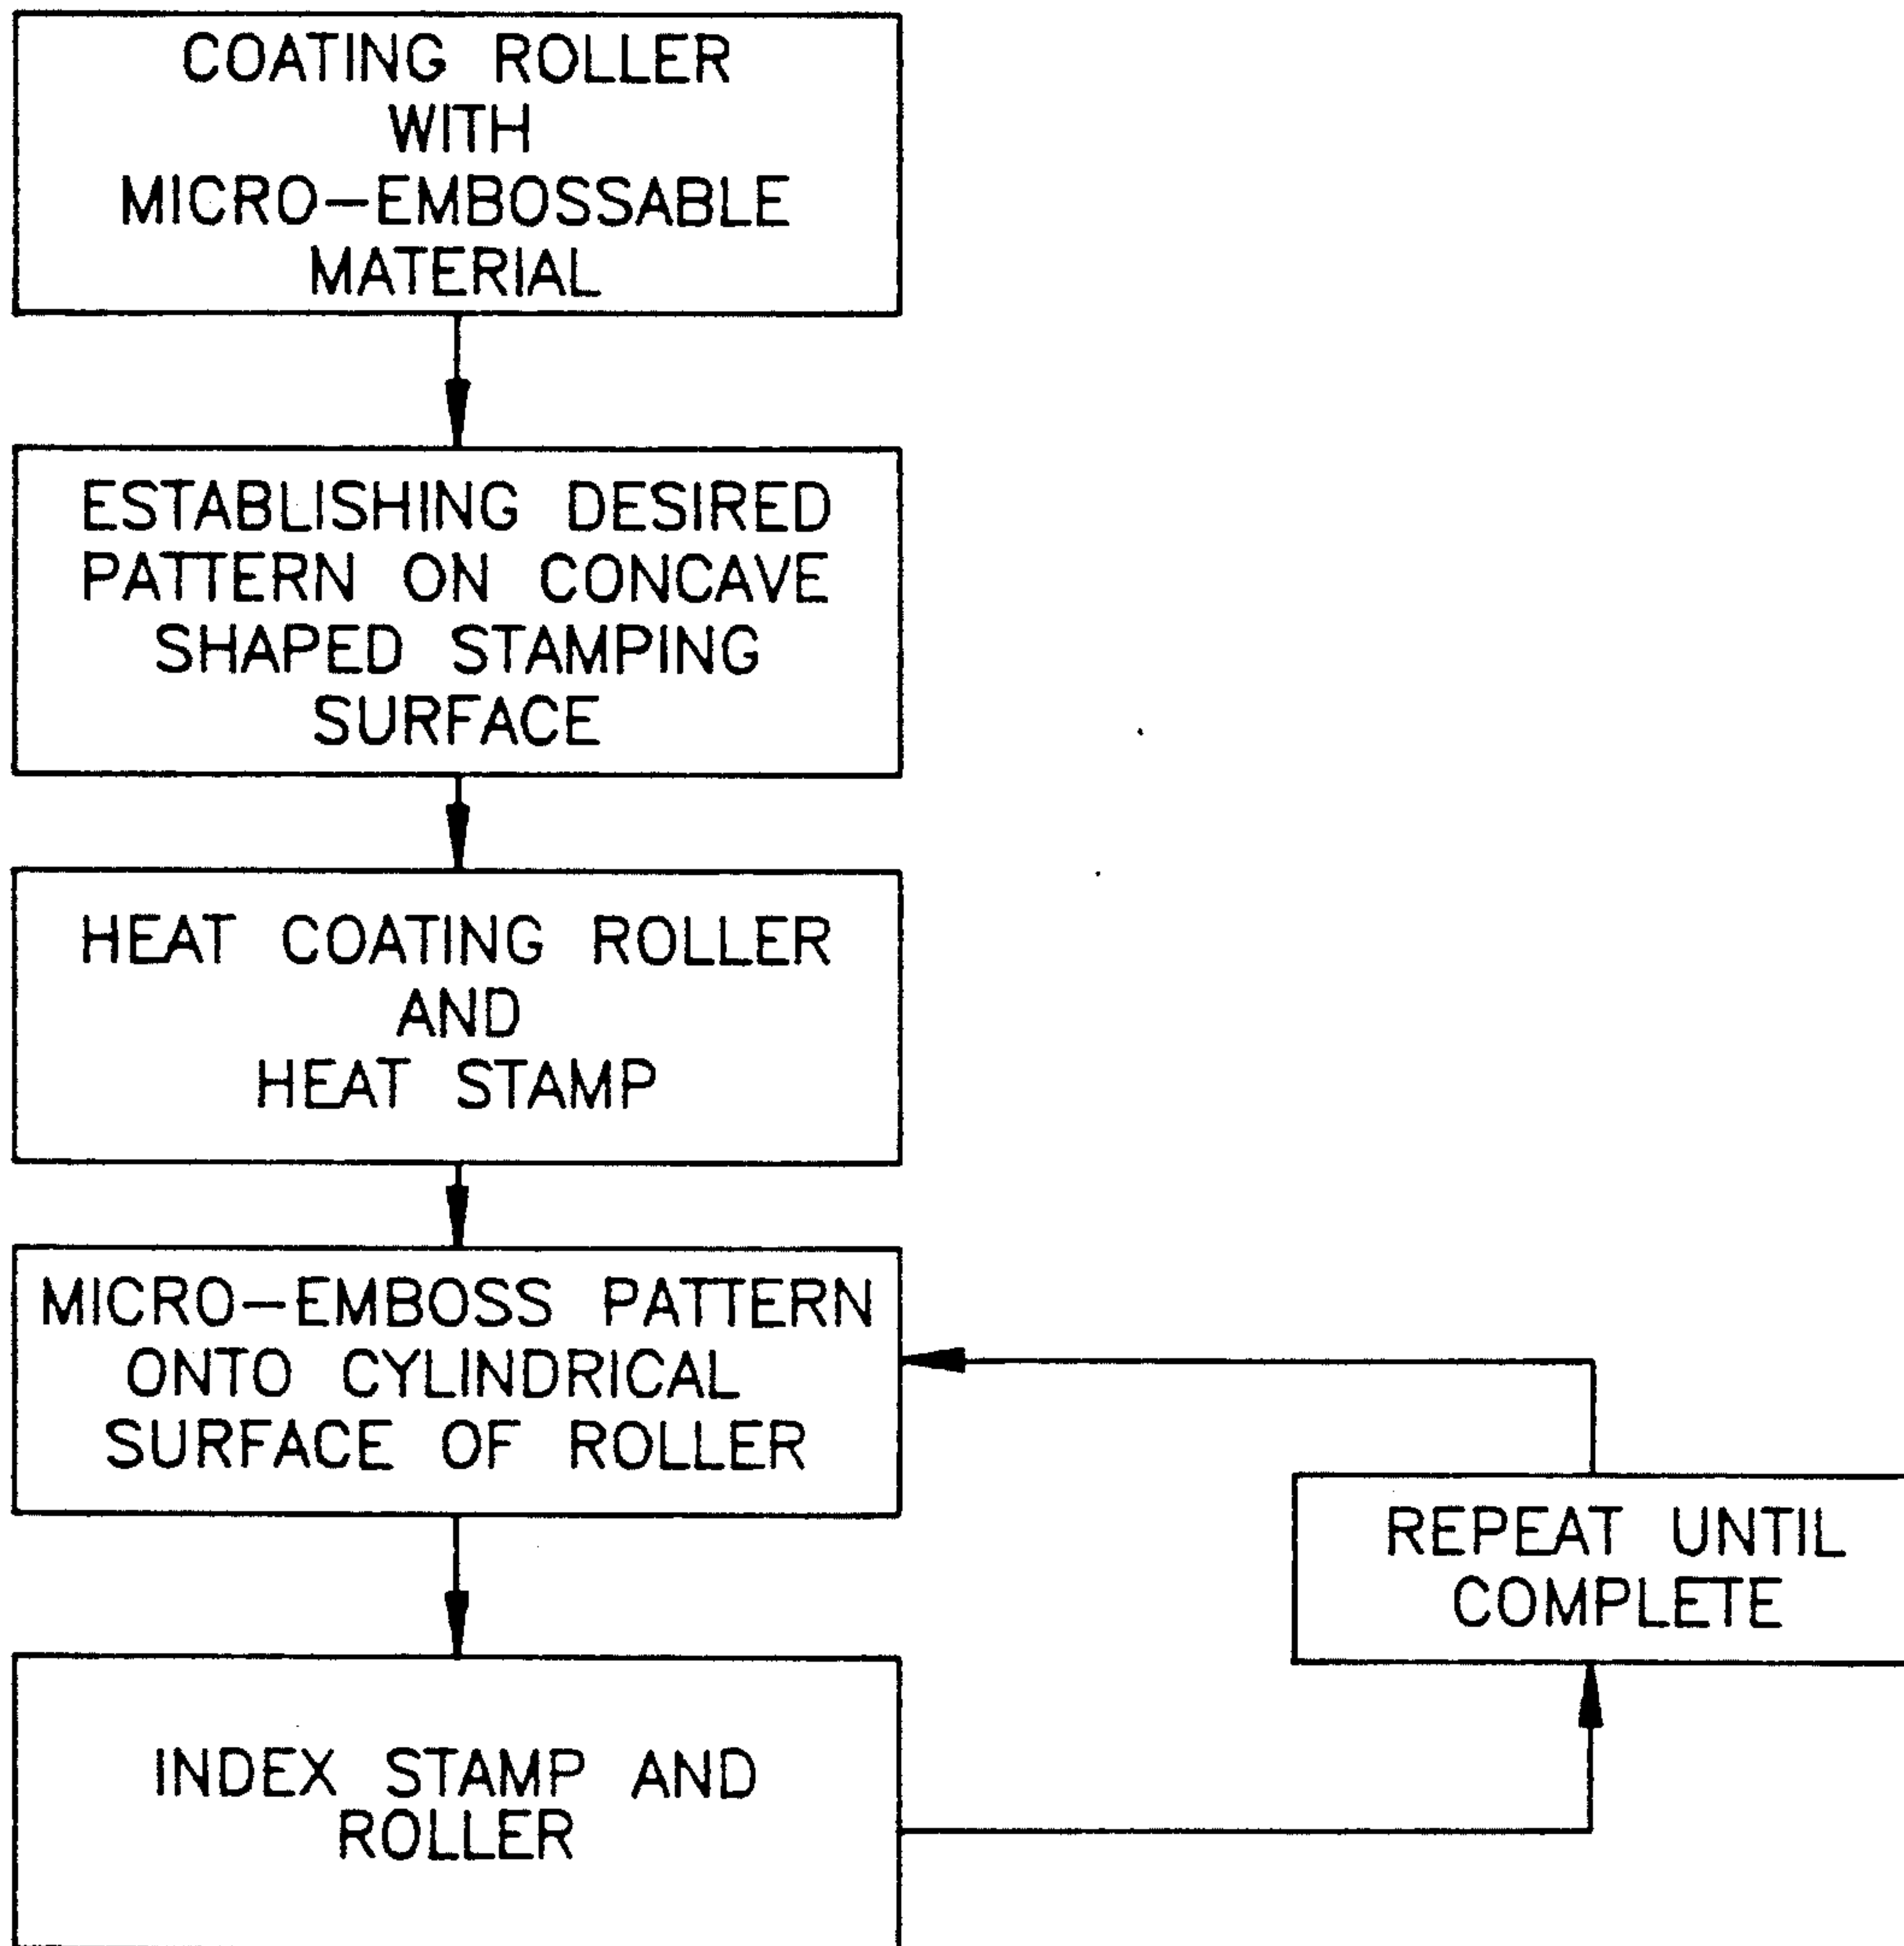 COATING ROLLER
WITH
MICRO-EMBOSSABLE
MATERIAL
ESTABLISHING DESIRED
PATTERN ON CONCAVE
SHAPED STAMPING
SURFACE
HEAT COATING ROLLER
AND
HEAT STAMP
MICRO-EMBOSS PATTERN
ONTO CYLINDRICAL
SURFACE OF ROLLER
REPEAT UNTIL
COMPLETE
INDEX STAMP AND
ROLLER